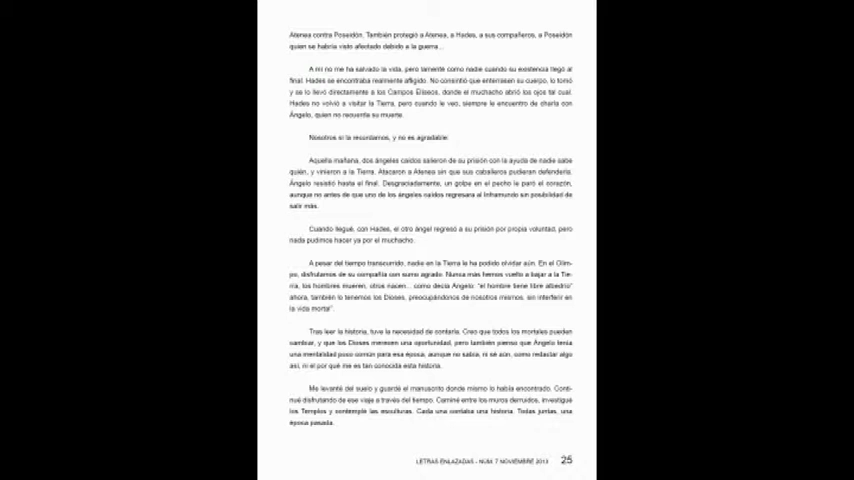 Atenea contra Poseidón. También protegió a Atenea, a Hades, a sus compañeros, a Poseidón
quien se habría visto afectado debido a la guerra...
A mí no me ha salvado la vida, pero lamenté como nadie cuando su existencia llegó al
final. Hades se encontraba realmente afligido. No consintió que enterrasen su cuerpo, lo tomó
y se lo llevó directamente a los Campos Elíseos, donde el muchacho abrió los ojos tal cual.
Hades no volvió a visitar la Tierra, pero cuando le veo, siempre le encuentro de charla con
Ángelo, quien no recuenta su muerte.
Nosotros si la recordamos, y no es agradable:
Aquella mañana, dos ángeles caídos salieron de su prisión con la ayuda de nadie sabe
quién, y vinieron a la Tierra. Atacaron a Atenea sin que sus caballeros pudieran defenderla.
Ángelo resistió hasta el final. Desgraciadamente, un golpe en el pecho le paró el corazón,
aunque no antes de que uno de los ángeles caídos regresara al Inframundo sin posibilidad de
salir más.
Cuando llegué, con Hades, el otro ángel regresó a su prisión por propia voluntad, pero
nada pudimos hacer ya por el muchacho.
A pesar del tiempo transcurrido, nadie en la Tierra le ha podido olvidar aún. En el Olim-
po, disfrutamos de su compañía con sumo agrado. Nunca más hemos vuelto a bajar a la Tie-
rra, los hombres mueren, otros nacen... como decía Ángelo: "el hombre tiene libre albedrío"
ahora, también lo tenemos los Dioses, preocupándonos de nosotros mismos, sin interferir en
la vida mortal".
Tras leer la historia, tuve la necesidad de contarla. Creo que todos los mortales pueden
cambiar, y que los Dioses merecen una oportunidad, pero también pienso que Ángelo tenía
una mentalidad poco común para esa época, aunque no sabía, ni sé aún, como redactar algo
así, ni el por qué me es tan conocida esta historia.
Me levanté del suelo y guardé el manuscrito donde mismo lo había encontrado. Conti-
nué disfrutando de ese viaje a través del tiempo. Caminé entre los muros derruidos, investigué
los Templos y contemplé las esculturas. Cada una contaba una historia. Todas juntas, una
época pasada.
LETRAS ENLAZADAS - NÚM. 7 NOVIEMBRE 2013 25